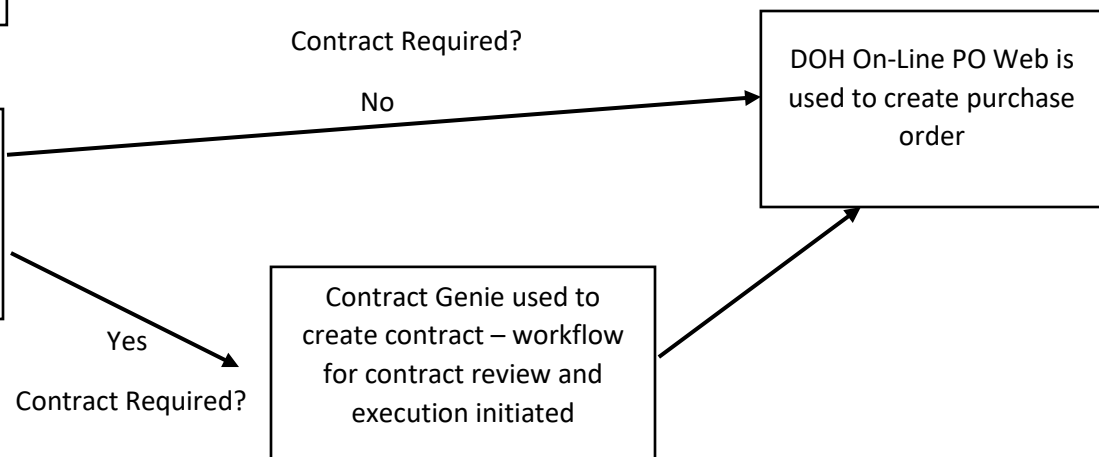 Contract Required?
No
DOH On-Line PO Web is
used to create purchase
order
Yes
Contract Required?
Contract Genie used to
create contract – workflow
for contract review and
execution initiated